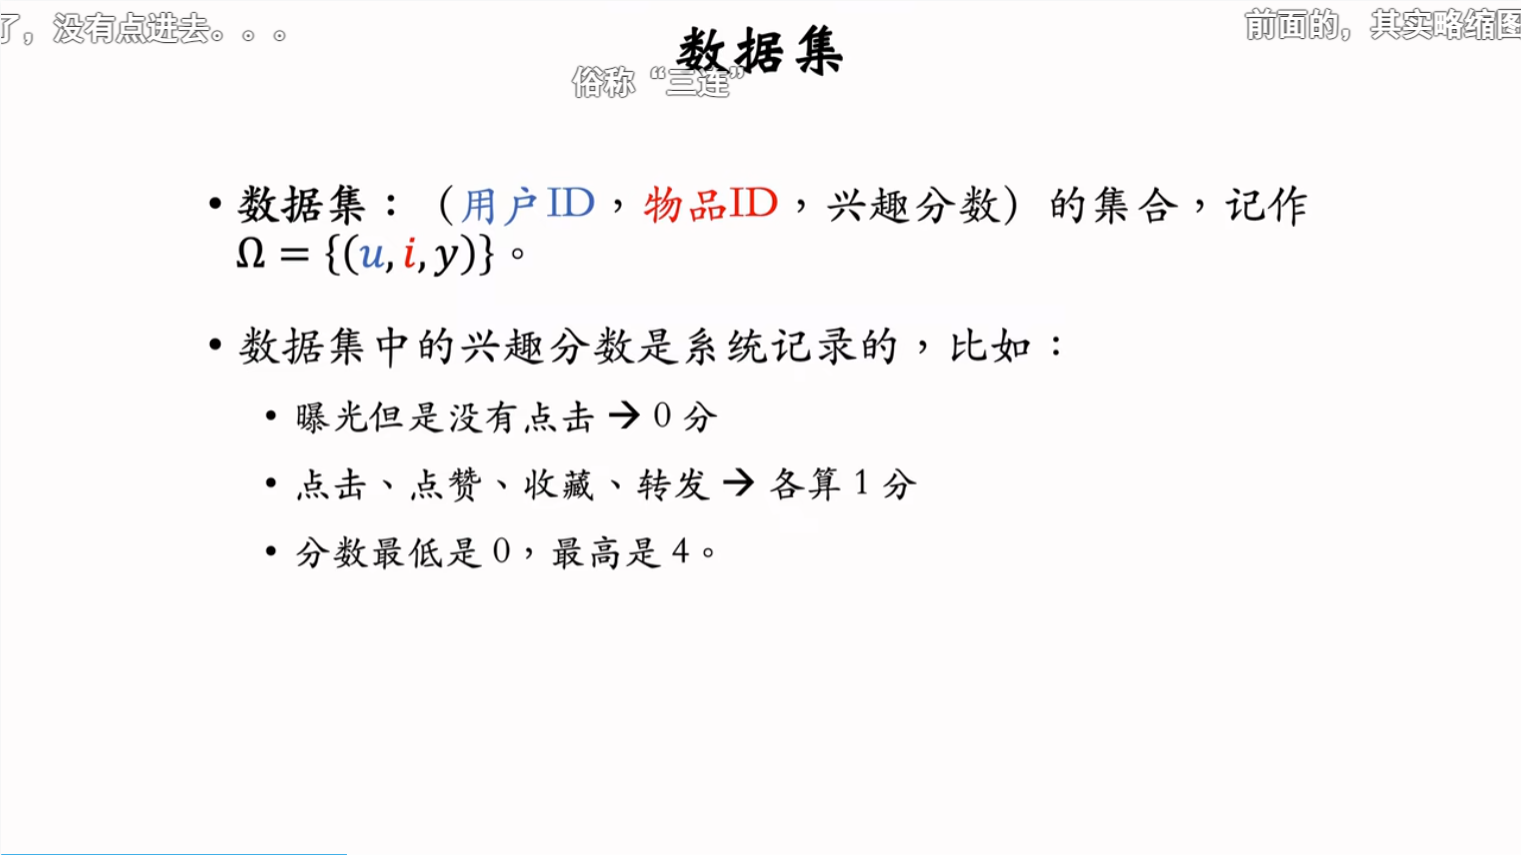 了，没有点进去。。。
前面的，其实略缩图
数据集
俗称“三连”
• 数据集：（用户ID，物品ID，兴趣分数）的集合，记作
Ω = {(u, i, y)}。
• 数据集中的兴趣分数是系统记录的，比如：
• 曝光但是没有点击 → 0 分
• 点击、点赞、收藏、转发 → 各算 1 分
• 分数最低是 0，最高是 4。